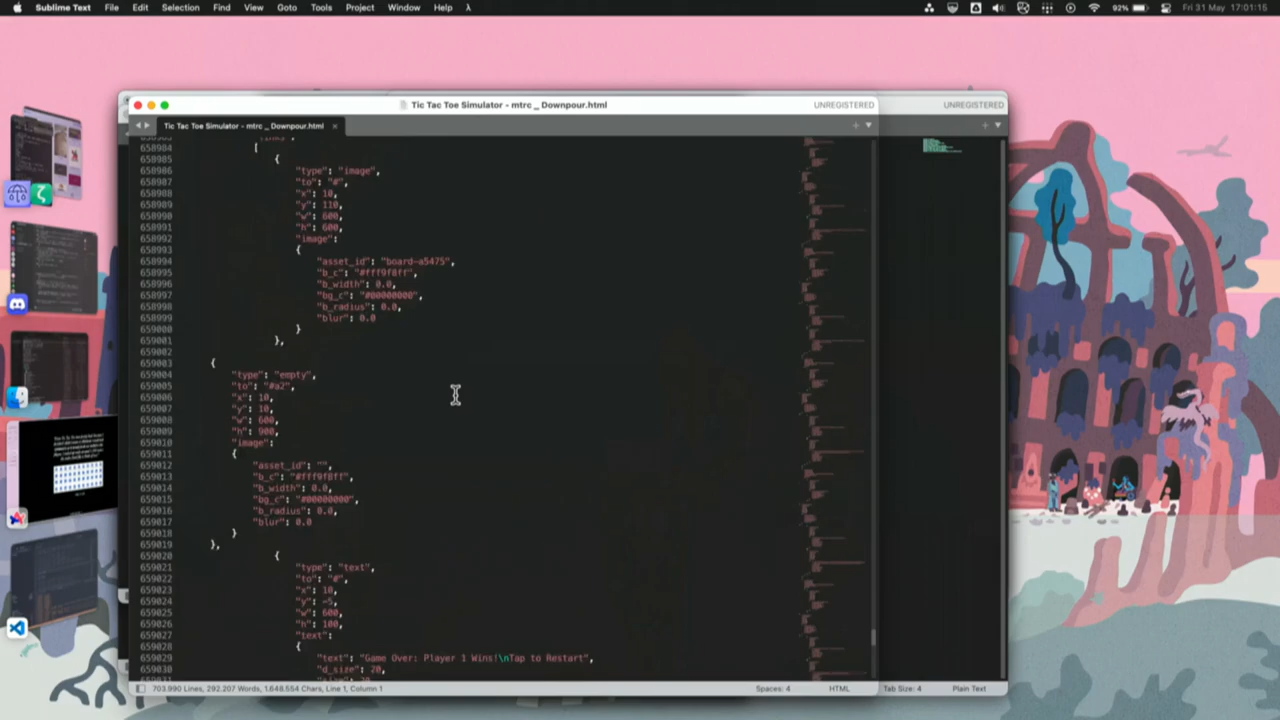 Sublime Text File Edit Selection Find View Goto Tools Project Window Help λ 92% Fri 31 May 17:01:15
Tic Tac Toe Simulator - mtrc _ Downpour.html UNREGISTERED UNREGISTERED
Tic Tac Toe Simulator - mtrc _ Downpour.html
658984 [
658985 {
658986 "type": "image",
658987 "to": "#",
658988 "x": 10,
658989 "y": 110,
658990 "w": 600,
658991 "h": 600,
658992 "image":
658993 {
658994 "asset_id": "board-a5475",
658995 "b_c": "#fff9f8ff",
658996 "b_width": 0.0,
658997 "bg_c": "#00000000",
658998 "b_radius": 0.0,
658999 "blur": 0.0
659000 }
659001 },
659002
659003 {
659004 "type": "empty",
659005 "to": "#a2",
659006 "x": 10,
659007 "y": 10,
659008 "w": 600,
659009 "h": 900,
659010 "image":
659011 {
659012 "asset_id": "",
659013 "b_c": "#fff9f8ff",
659014 "b_width": 0.0,
659015 "bg_c": "#00000000",
659016 "b_radius": 0.0,
659017 "blur": 0.0
659018 }
659019 },
659020 {
659021 "type": "text",
659022 "to": "#",
659023 "x": 10,
659024 "y": -5,
659025 "w": 600,
659026 "h": 100,
659027 "text":
659028 {
659029 "text": "Game Over: Player 1 Wins!\nTap to Restart",
659030 "d_size": 20,
703.990 Lines, 292.207 Words, 1.648.554 Chars, Line 1, Column 1 Spaces: 4 HTML Tab Size: 4 Plain Text